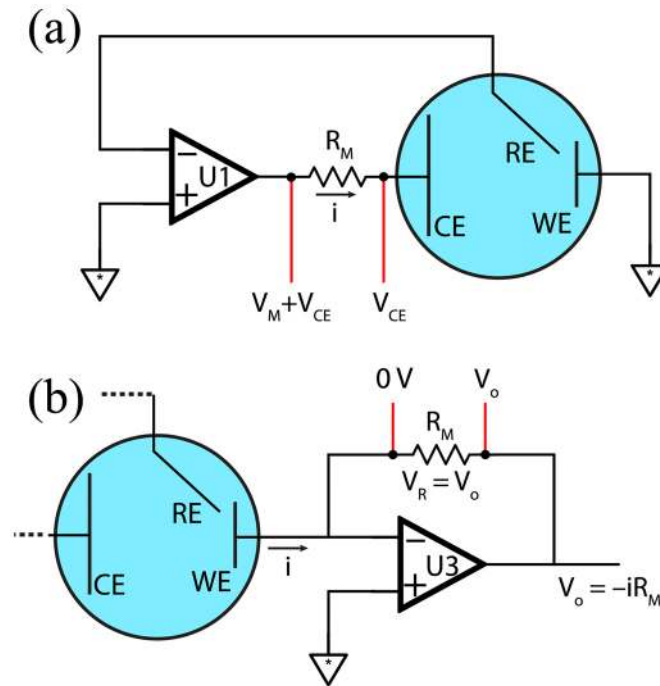 (a)
R_M
−
U1
+
i
RE
CE
WE
*
*
V_M+V_CE
V_CE
(b)
0 V
V_o
R_M
V_R = V_o
RE
CE
WE
i
−
U3
+
V_o = −iR_M
*